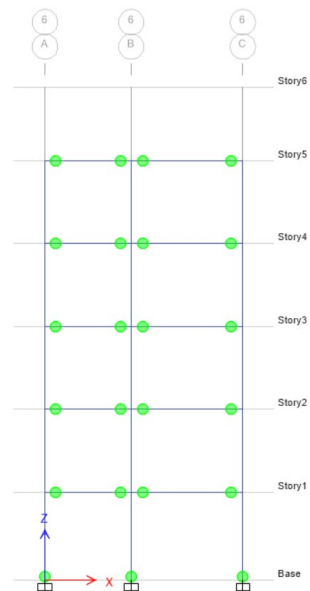 6 6 6
A B C
Story6
Story5
Story4
Story3
Story2
Story1
Z
X
Base